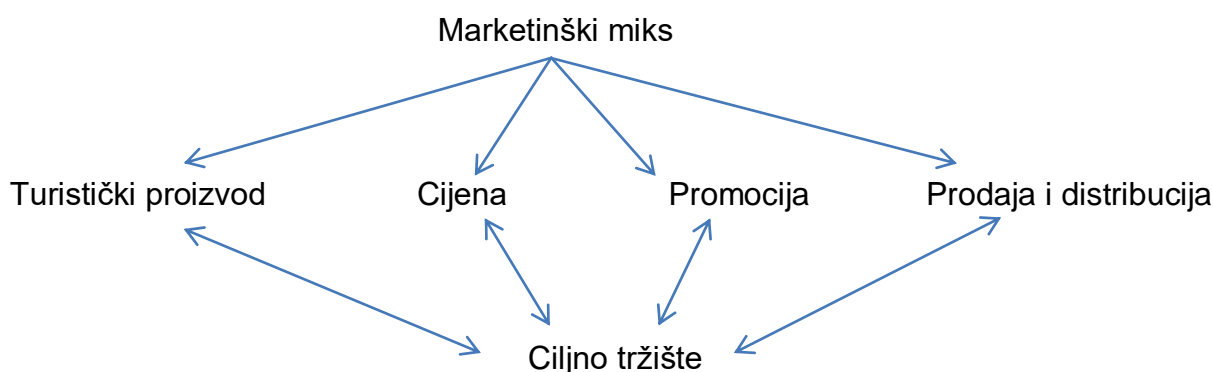 Marketinški miks
Turistički proizvod Cijena Promocija Prodaja i distribucija
Ciljno tržište